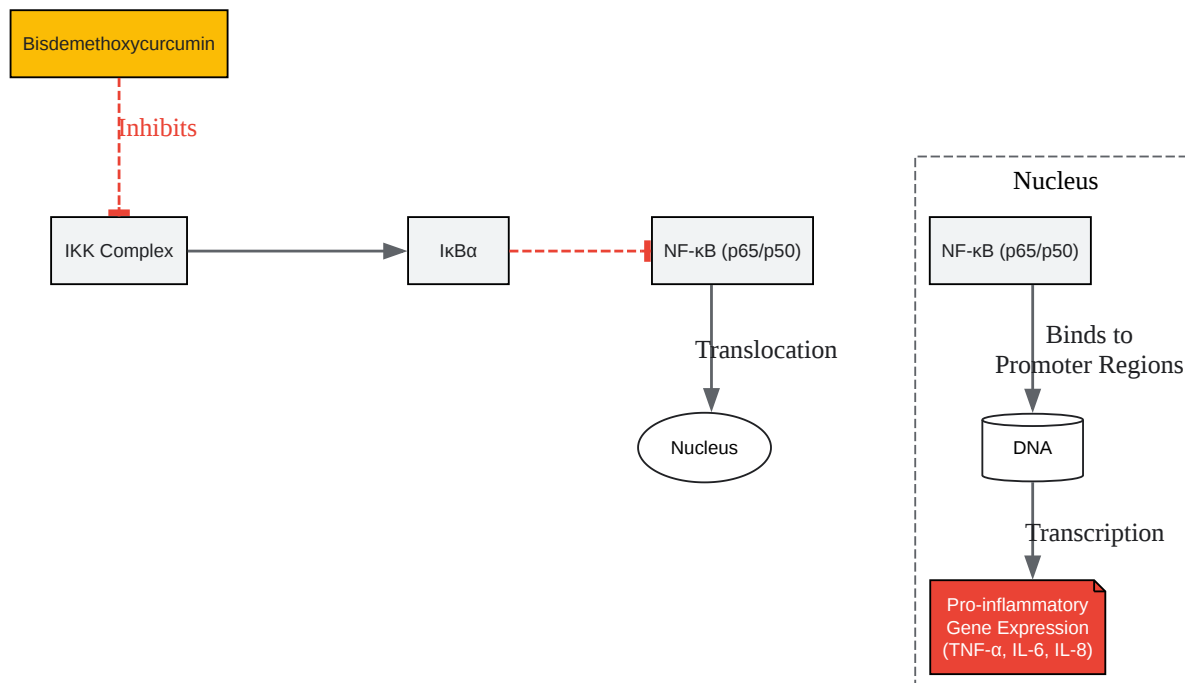 Bisdemethoxycurcumin
Inhibits
Nucleus
IKK Complex
IκBα
NF-κB (p65/p50)
NF-κB (p65/p50)
Translocation
Binds to
Promoter Regions
Nucleus
DNA
Transcription
Pro-inflammatory
Gene Expression
(TNF-α, IL-6, IL-8)